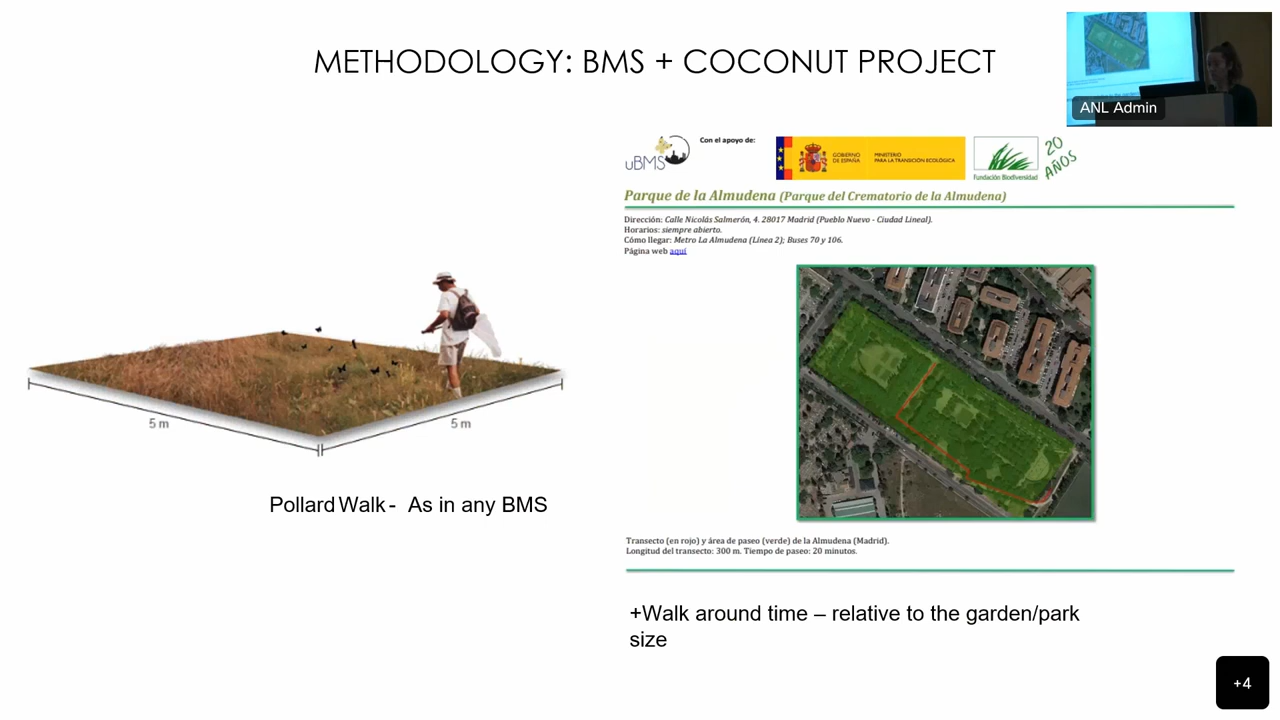 METHODOLOGY: BMS + COCONUT PROJECT
ANL Admin
uBMS
Con el apoyo de:
GOBIERNO
DE ESPAÑA
MINISTERIO
PARA LA TRANSICIÓN ECOLÓGICA
Fundación Biodiversidad
20
AÑOS
Parque de la Almudena (Parque del Crematorio de la Almudena)
Dirección: Calle Nicolás Salmerón, 4. 28017 Madrid (Pueblo Nuevo - Ciudad Lineal).
Horarios: siempre abierto.
Cómo llegar: Metro La Almudena (Línea 2); Buses 70 y 106.
Página web aquí
5 m
5 m
Pollard Walk - As in any BMS
Transecto (en rojo) y área de paseo (verde) de la Almudena (Madrid).
Longitud del transecto: 300 m. Tiempo de paseo: 20 minutos.
+Walk around time – relative to the garden/park
size
+4